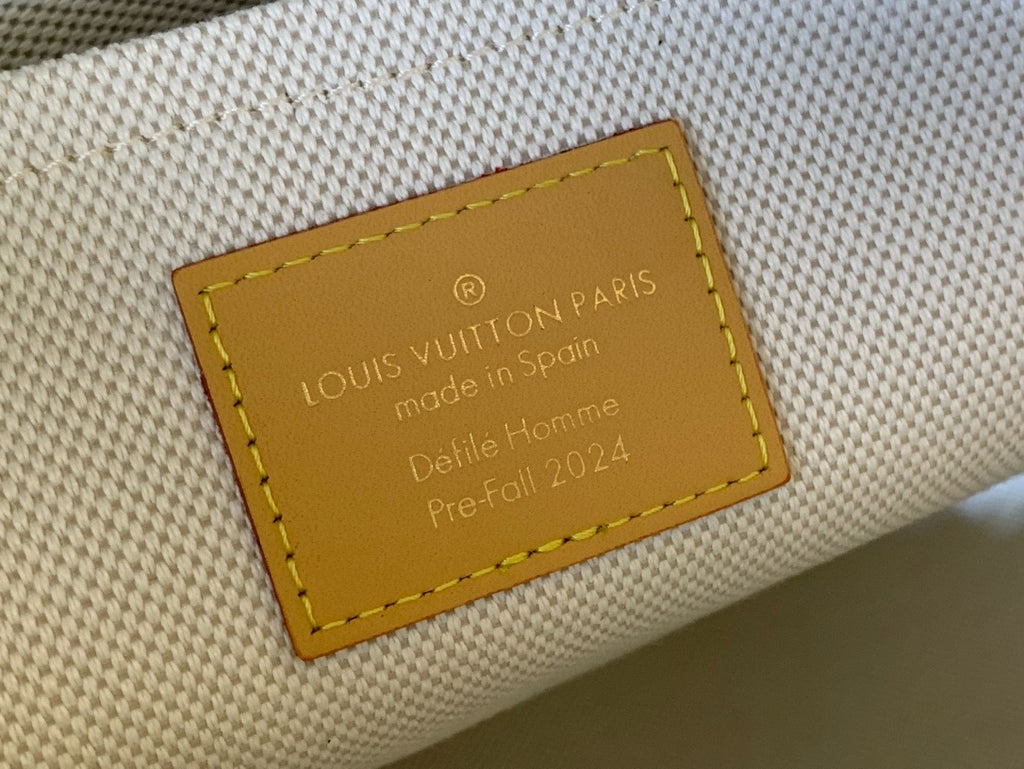 ®
LOUIS VUITTON PARIS
made in Spain
Défilé Homme
Pre-Fall 2024